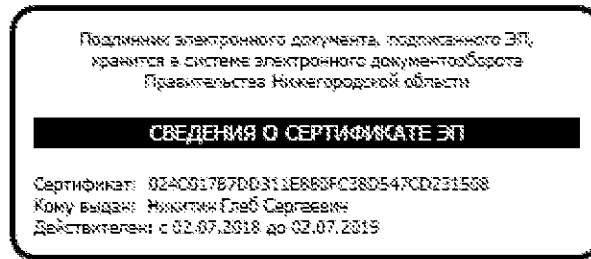 Подлинник электронного документа, подписанного ЭП,
хранится в системе электронного документооборота
Правительства Нижегородской области
СВЕДЕНИЯ О СЕРТИФИКАТЕ ЭП
Сертификат:
Кому выдан: Никитин Глеб Сергеевич
Действителен: с 02.07.2018 до 02.07.2019